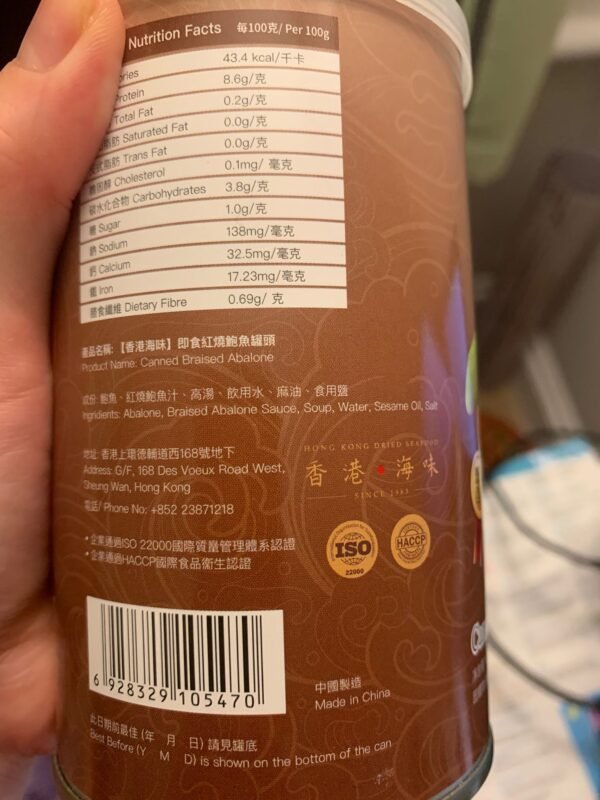 Nutrition Facts 每100克/ Per 100g
ories 43.4 kcal/千卡
Protein 8.6g/克
Total Fat 0.2g/克
脂肪 Saturated Fat 0.0g/克
式脂肪 Trans Fat 0.0g/克
膽固醇 Cholesterol 0.1mg/ 毫克
碳水化合物 Carbohydrates 3.8g/克
糖 Sugar 1.0g/克
鈉 Sodium 138mg/毫克
鈣 Calcium 32.5mg/毫克
鐵 Iron 17.23mg/毫克
膳食纖維 Dietary Fibre 0.69g/ 克
產品名稱: 【香港海味】即食紅燒鮑魚罐頭
Product Name: Canned Braised Abalone
成份: 鮑魚、紅燒鮑魚汁、高湯、飲用水、麻油、食用鹽
Ingredients: Abalone, Braised Abalone Sauce, Soup, Water, Sesame Oil, Salt
地址: 香港上環德輔道西168號地下
Address: G/F, 168 Des Voeux Road West,
Sheung Wan, Hong Kong
電話/ Phone No: +852 23871218
HONG KONG DRIED SEAFOOD
香港海味
SINCE 1983
•企業通過ISO 22000國際質量管理體系認證
•企業通過HACCP國際食品衛生認證
ISO
22000
HACCP
6 928329 105470
中國製造
Made in China
此日期前最佳 (年 月 日) 請見罐底
Best Before (Y M D) is shown on the bottom of the can